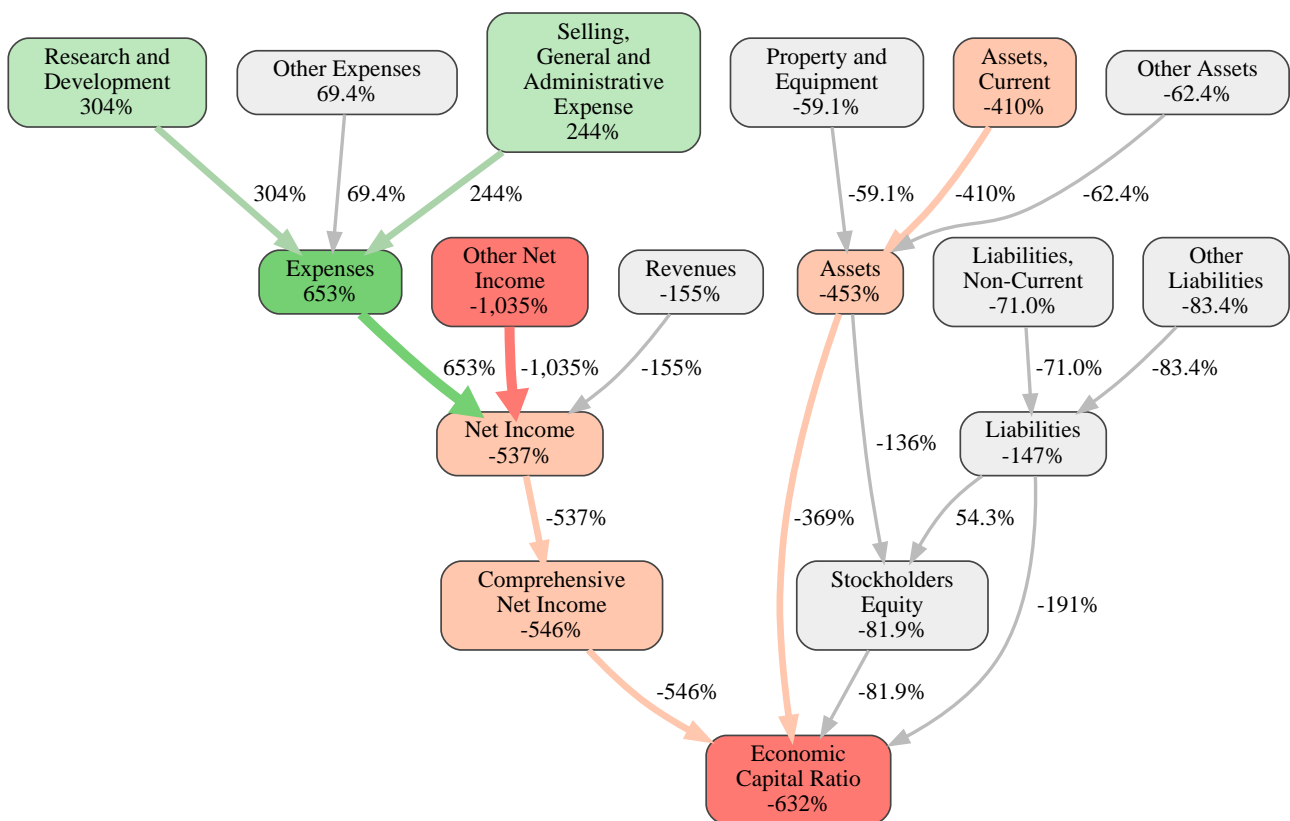 Research and
Development
304%
Other Expenses
69.4%
Selling,
General and
Administrative
Expense
244%
Property and
Equipment
-59.1%
Assets,
Current
-410%
Other Assets
-62.4%
304%
69.4%
244%
-59.1%
-410%
-62.4%
Expenses
653%
Other Net
Income
-1,035%
Revenues
-155%
Assets
-453%
Liabilities,
Non-Current
-71.0%
Other
Liabilities
-83.4%
653%
-1,035%
-155%
-71.0%
-83.4%
Net Income
-537%
-136%
Liabilities
-147%
-537%
-369%
54.3%
Comprehensive
Net Income
-546%
Stockholders
Equity
-81.9%
-191%
-546%
-81.9%
Economic
Capital Ratio
-632%